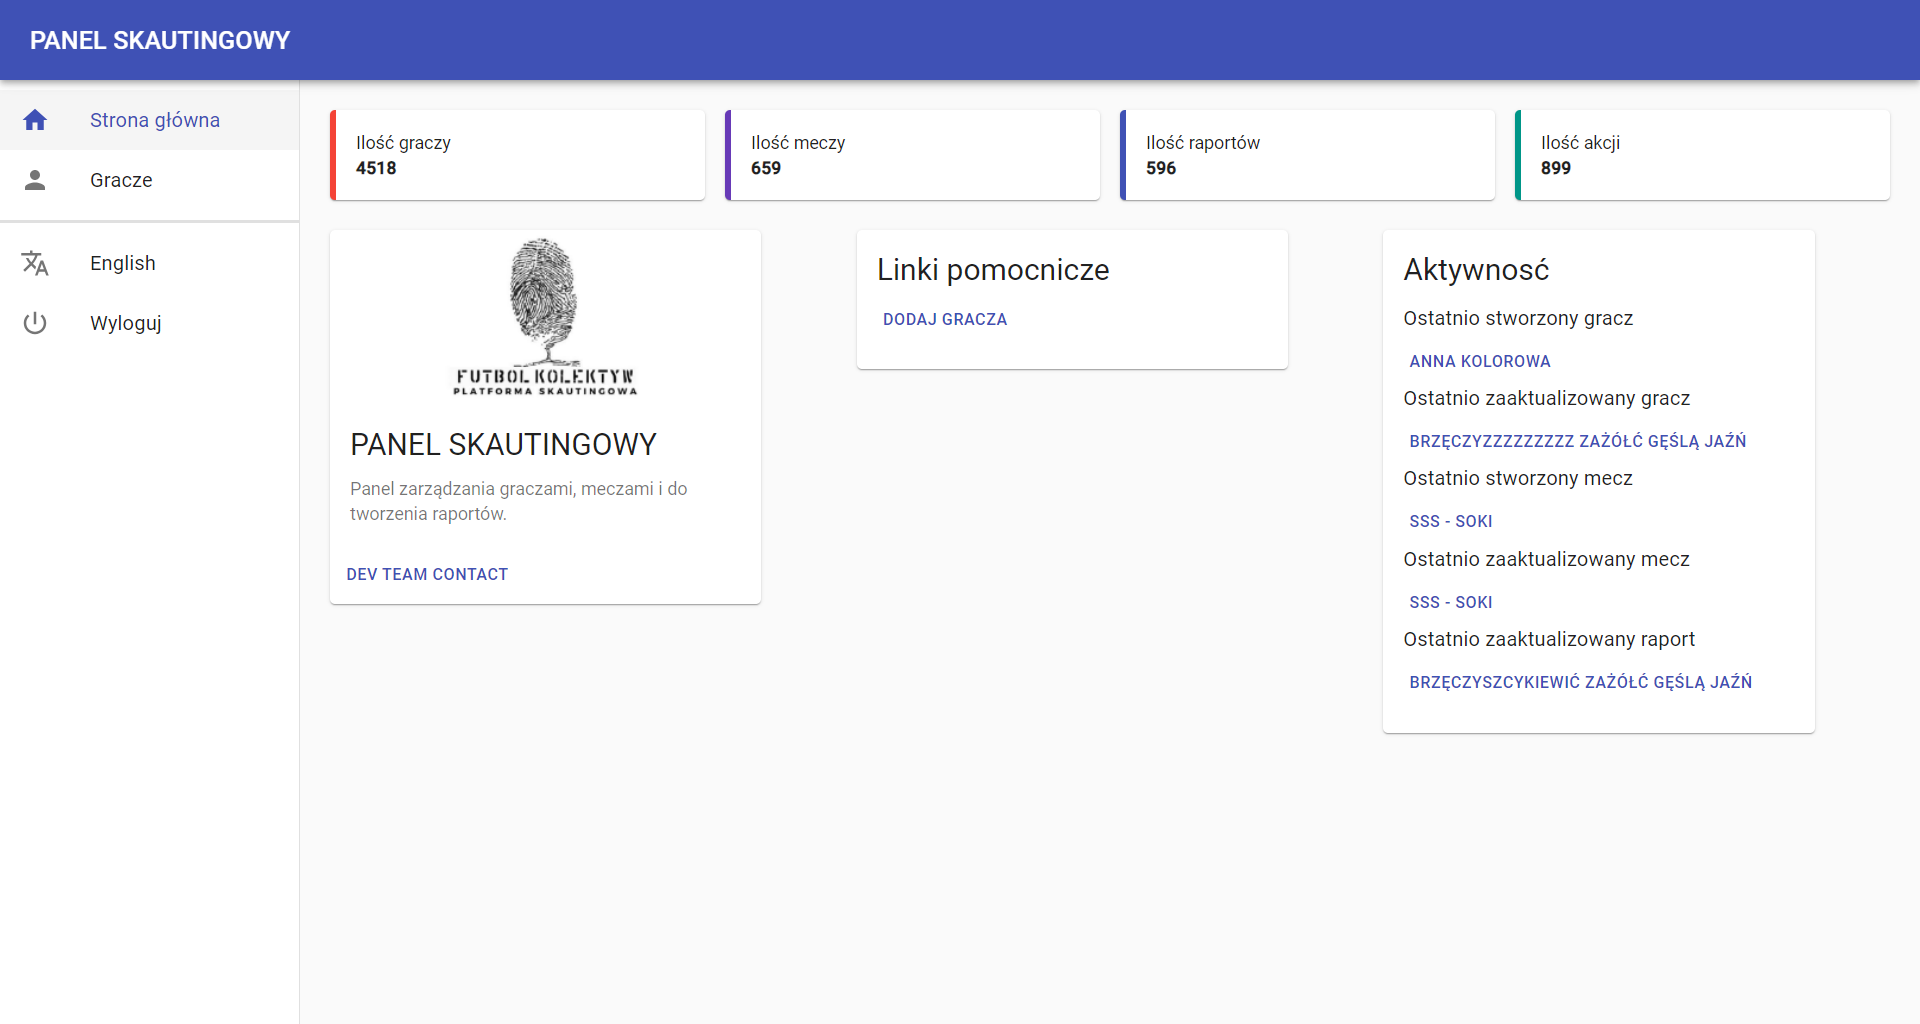 PANEL SKAUTINGOWY
Strona główna
Gracze
English
Wyloguj
Ilość graczy
4518
Ilość meczy
659
Ilość raportów
596
Ilość akcji
899
FUTBOL KOLEKTYW
PLATFORMA SKAUTINGOWA
PANEL SKAUTINGOWY
Panel zarządzania graczami, meczami i do
tworzenia raportów.
DEV TEAM CONTACT
Linki pomocnicze
DODAJ GRACZA
Aktywnosć
Ostatnio stworzony gracz
ANNA KOLOROWA
Ostatnio zaaktualizowany gracz
BRZĘCZYZZZZZZZZZ ZAŻÓŁĆ GĘŚLĄ JAŹŃ
Ostatnio stworzony mecz
SSS - SOKI
Ostatnio zaaktualizowany mecz
SSS - SOKI
Ostatnio zaaktualizowany raport
BRZĘCZYSZCYKIEWIĆ ZAŻÓŁĆ GĘŚLĄ JAŹŃ